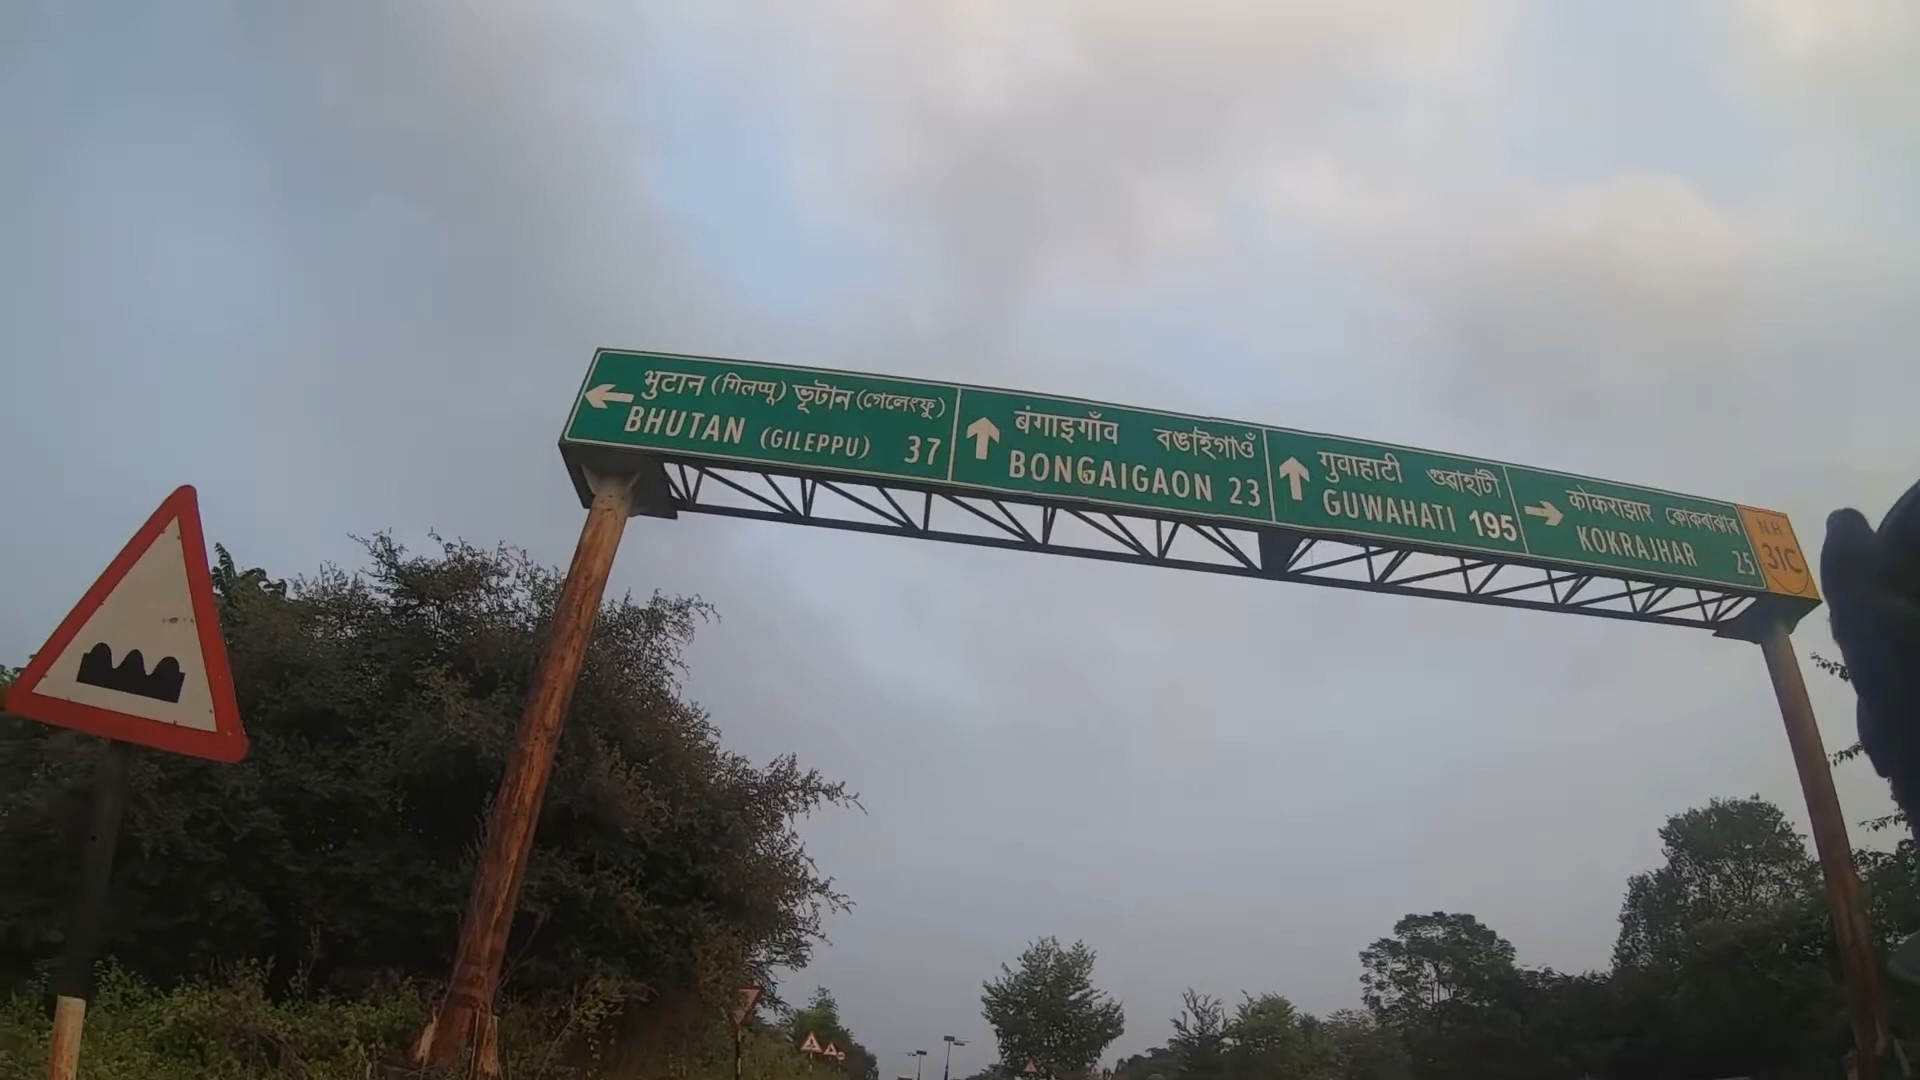 भुटान (गिलप्पू) ভূটান (গেলেংফু)
BHUTAN (GILEPPU) 37
बंगाइगाँव বঙাইগাওঁ
BONGAIGAON 23
गुवाहाटी গুৱাহাটী
GUWAHATI 195
कोकराझार কোকৰাঝাৰ
KOKRAJHAR 25
NH
31C